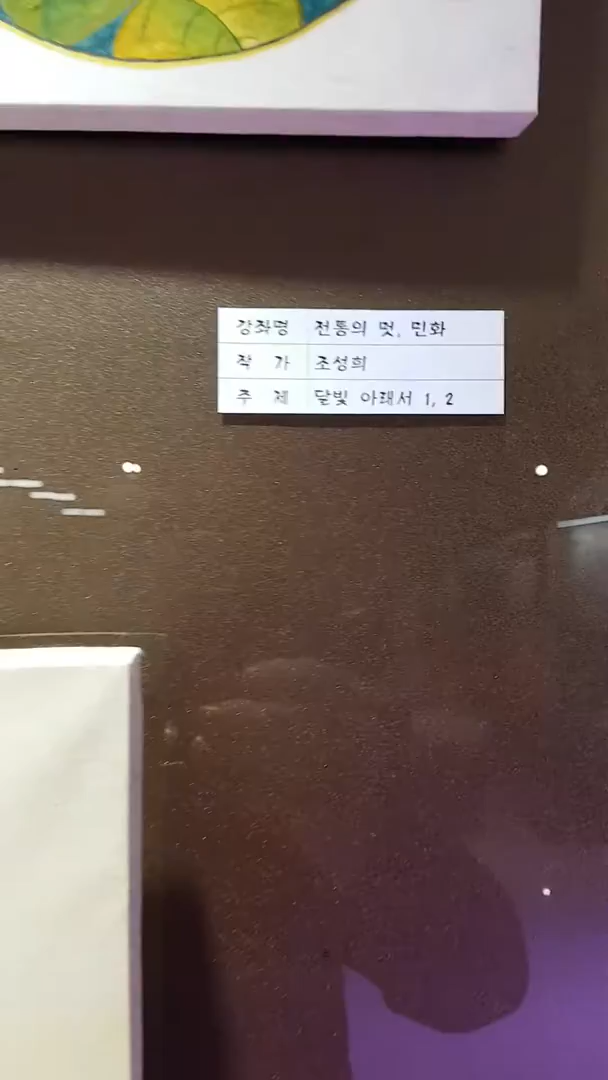 강좌명 전통의 멋, 민화
작 가 조성희
주 제 달빛 아래서 1, 2